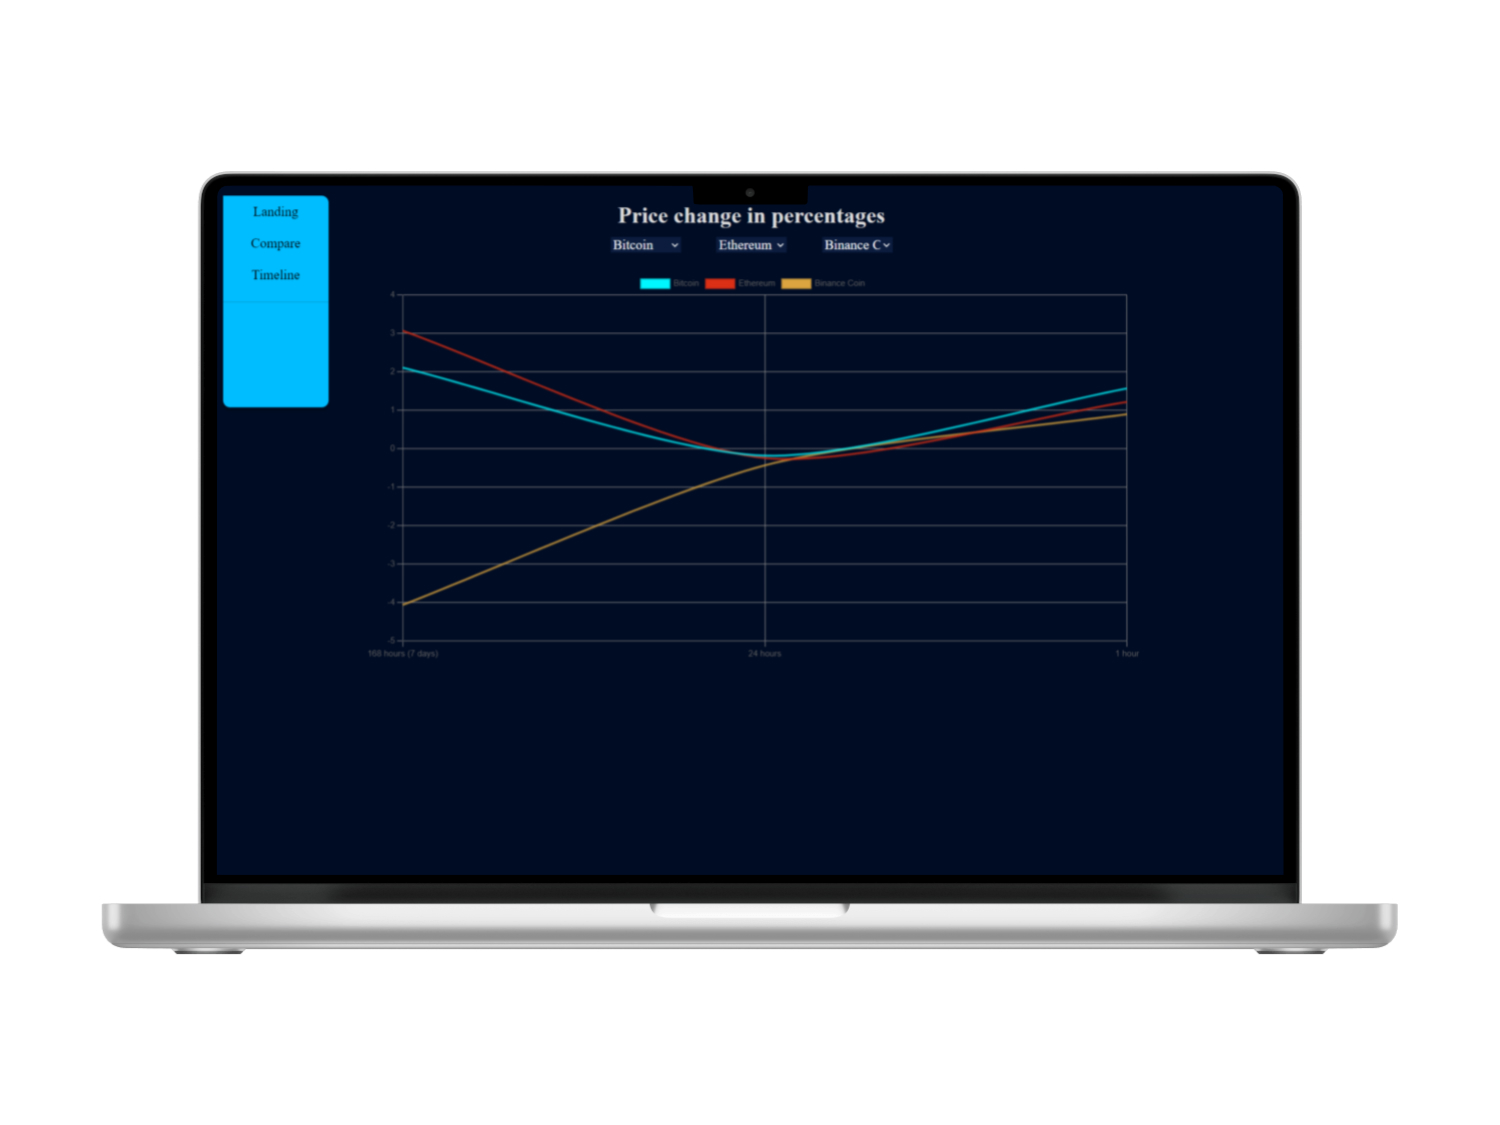 Landing
Compare
Timeline
Price change in percentages
Bitcoin Ethereum Binance C
Bitcoin Ethereum Binance Coin
4
3
2
1
0
-1
-2
-3
-4
-5
168 hours (7 days) 24 hours 1 hour